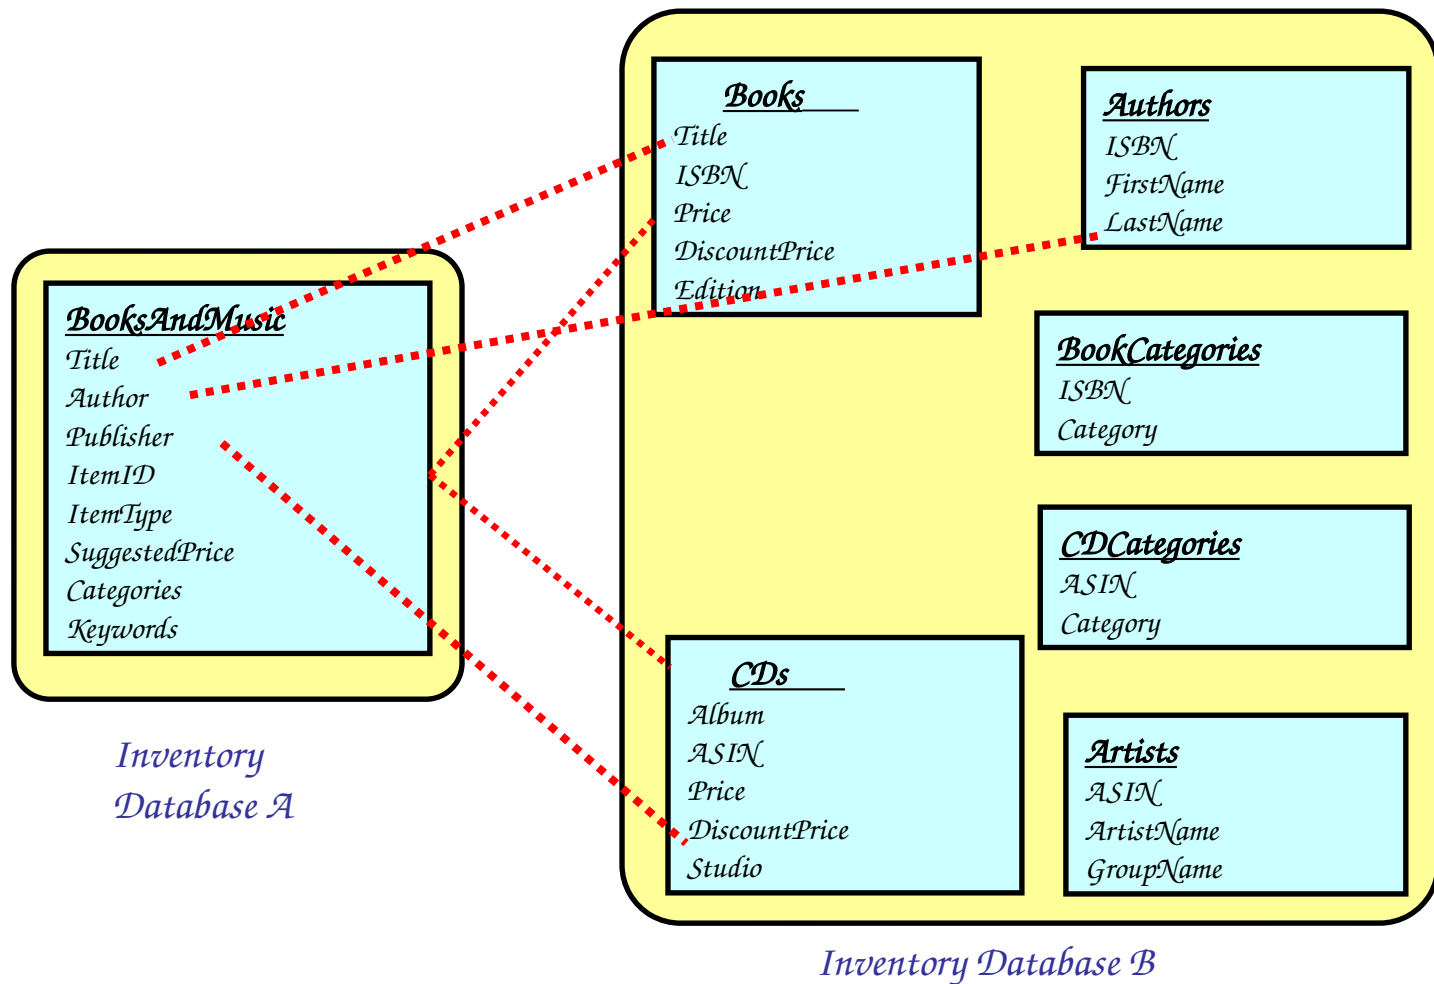 BooksAndMusic
Title
Author
Publisher
ItemID
ItemType
SuggestedPrice
Categories
Keywords
Inventory
Database A
Books
Title
ISBN
Price
DiscountPrice
Edition
Authors
ISBN
FirstName
LastName
BookCategories
ISBN
Category
CDCategories
ASIN
Category
CDs
Album
ASIN
Price
DiscountPrice
Studio
Artists
ASIN
ArtistName
GroupName
Inventory Database B